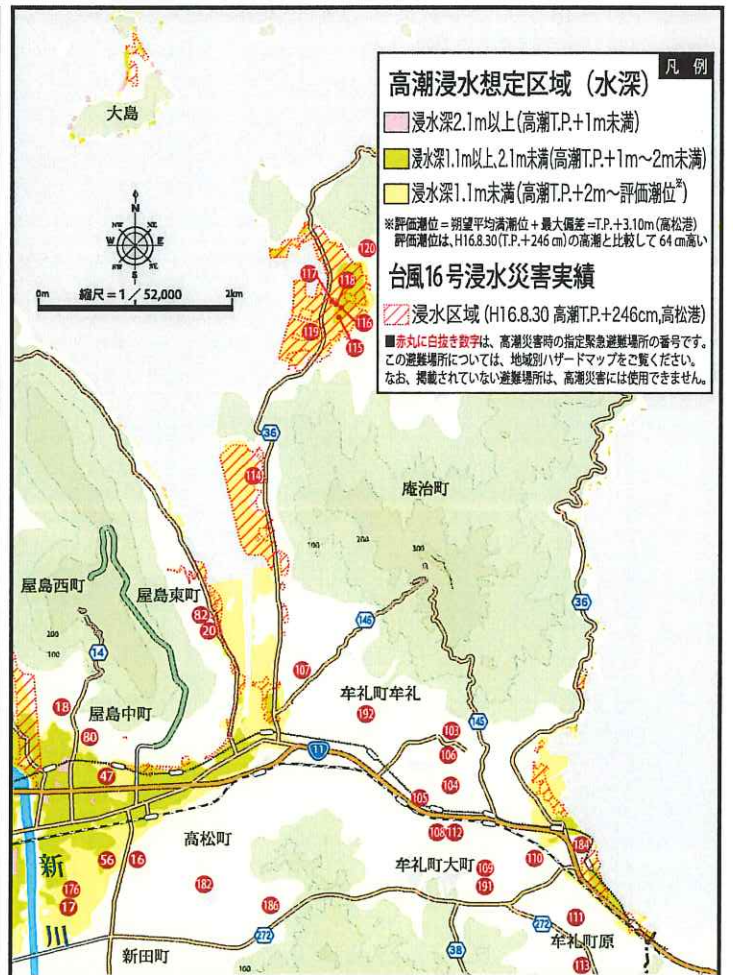 凡 例
高潮浸水想定区域（水深）
浸水深2.1m以上(高潮T.P.+1m未満)
浸水深1.1m以上、2.1m未満(高潮T.P.+1m～2m未満)
浸水深1.1m未満(高潮T.P.+2m～評価潮位※)
※評価潮位＝朔望平均満潮位＋最大偏差＝T.P.+3.10m(高松港)
評価潮位は、H16.8.30(T.P.+246㎝)の高潮と比較して64㎝高い
台風16号浸水災害実績
浸水区域(H16.8.30 高潮T.P.+246cm,高松港)
■赤丸に白抜き数字は、高潮災害時の指定緊急避難場所の番号です。
この避難場所については、地域別ハザードマップをご覧ください。
なお、掲載されていない避難場所は、高潮災害には使用できません。
大島
N
NW
NE
W
E
SW
SE
S
0m
縮尺＝1／52,000
2km
120
117
118
116
119
115
36
114
庵治町
100
200
300
屋島西町
屋島東町
82
20
36
146
200
100
14
107
牟礼町牟礼
18
屋島中町
192
145
80
103
11
106
47
104
105
高松町
108
112
184
新
56
16
牟礼町大町
109
110
176
182
191
17
186
111
川
272
272
牟礼町原
新田町
38
113
100